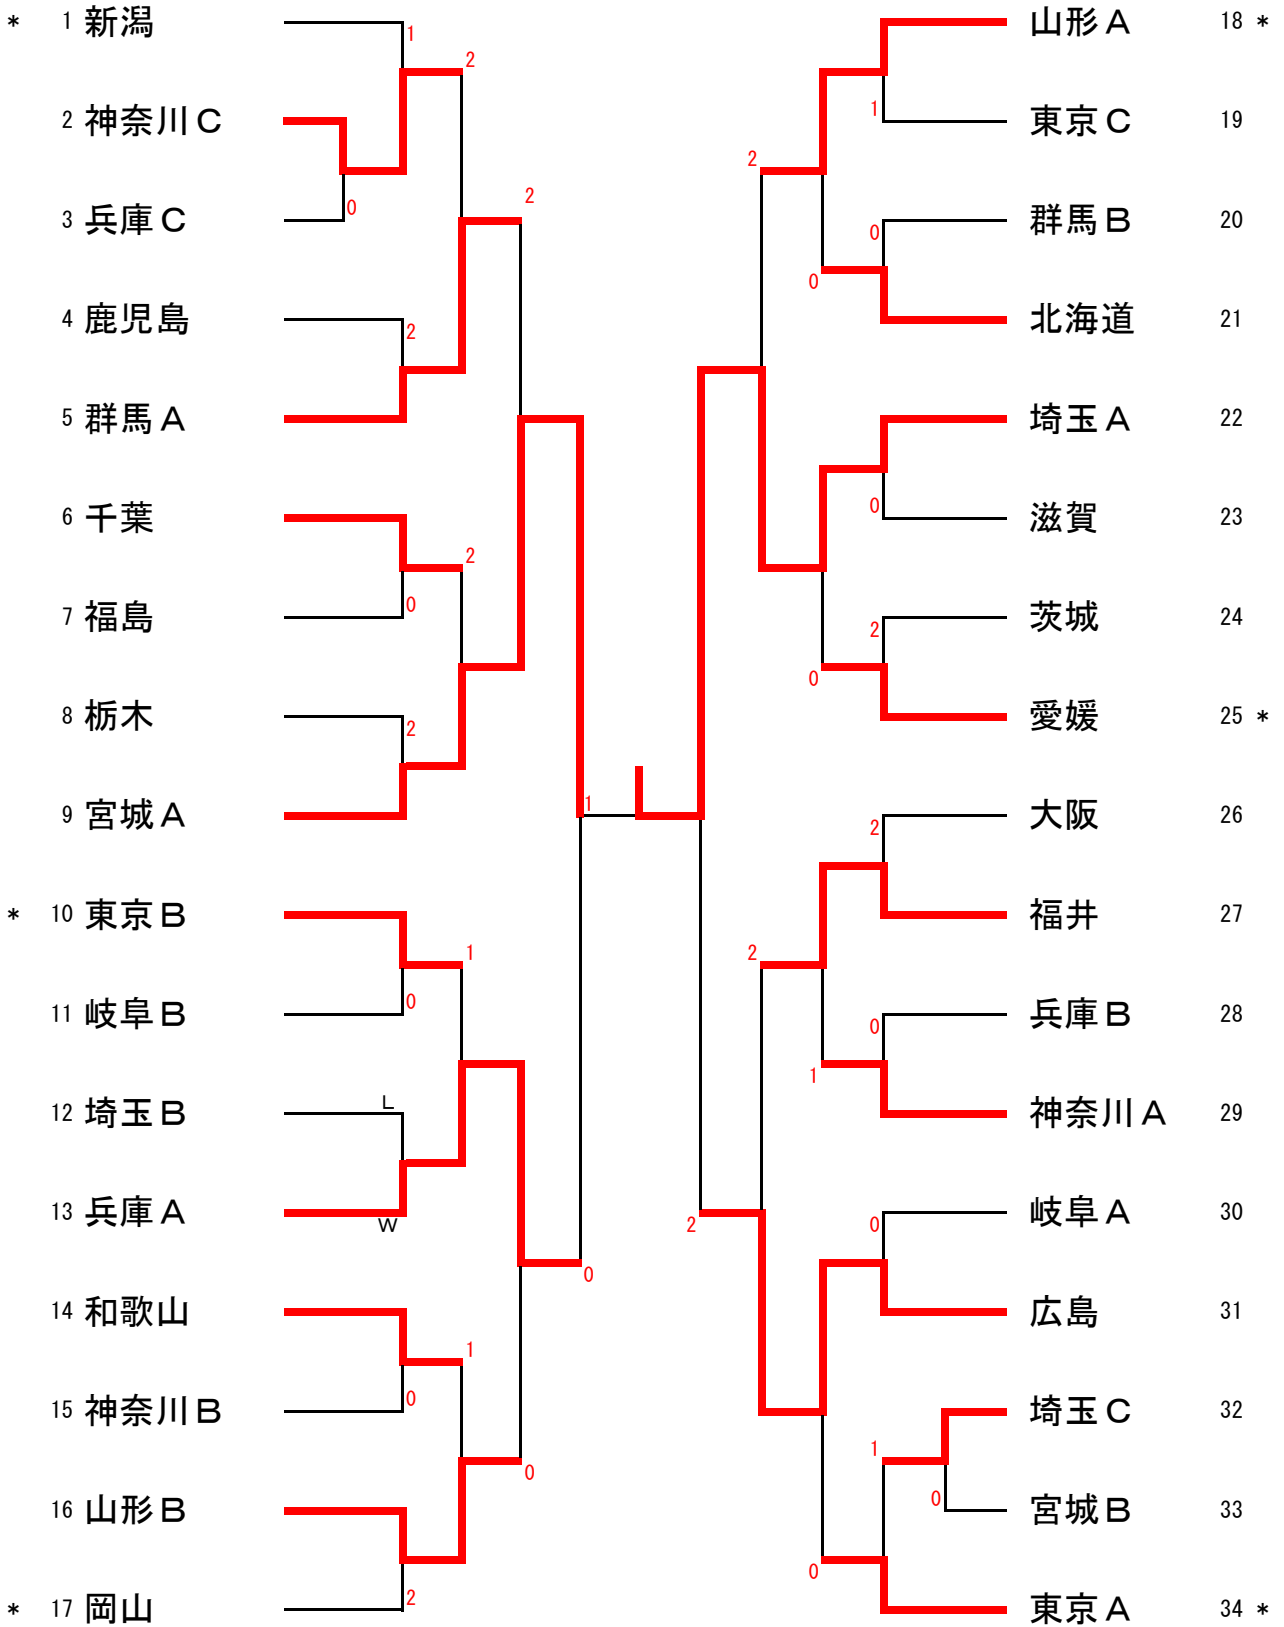 * 1 新潟
1
2
2 神奈川C
0
3 兵庫C
2
4 鹿児島
2
5 群馬A
6 千葉
2
0
7 福島
8 栃木
2
9 宮城A
1
* 10 東京B
1
0
11 岐阜B
L
12 埼玉B
13 兵庫A
W
0
14 和歌山
1
0
15 神奈川B
0
16 山形B
2
* 17 岡山
山形A 18 *
1
東京C 19
2
群馬B 20
0
0
北海道 21
埼玉A 22
0
滋賀 23
茨城 24
2
0
愛媛 25 *
大阪 26
2
福井 27
2
兵庫B 28
0
1
神奈川A 29
岐阜A 30
0
2
広島 31
埼玉C 32
1
0
宮城B 33
0
東京A 34 *